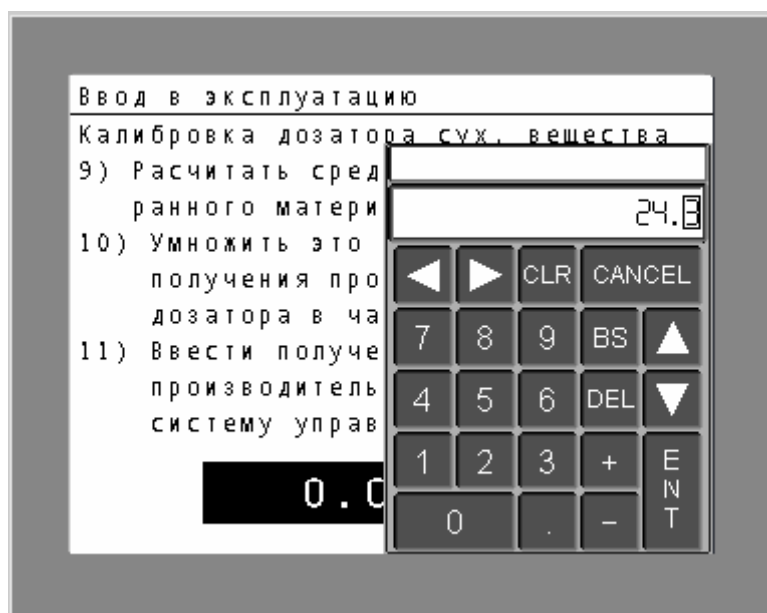 Ввод в эксплуатацию
Калибровка дозатора сух. вещества
9) Расчитать сред
ранного матери
24.3
10) Умножить это
получения про
CLR CANCEL
дозатора в ча
7 8 9 BS
11) Ввести получе
производитель
4 5 6 DEL
систему управ
1 2 3 + ENT
0.0
0 . -